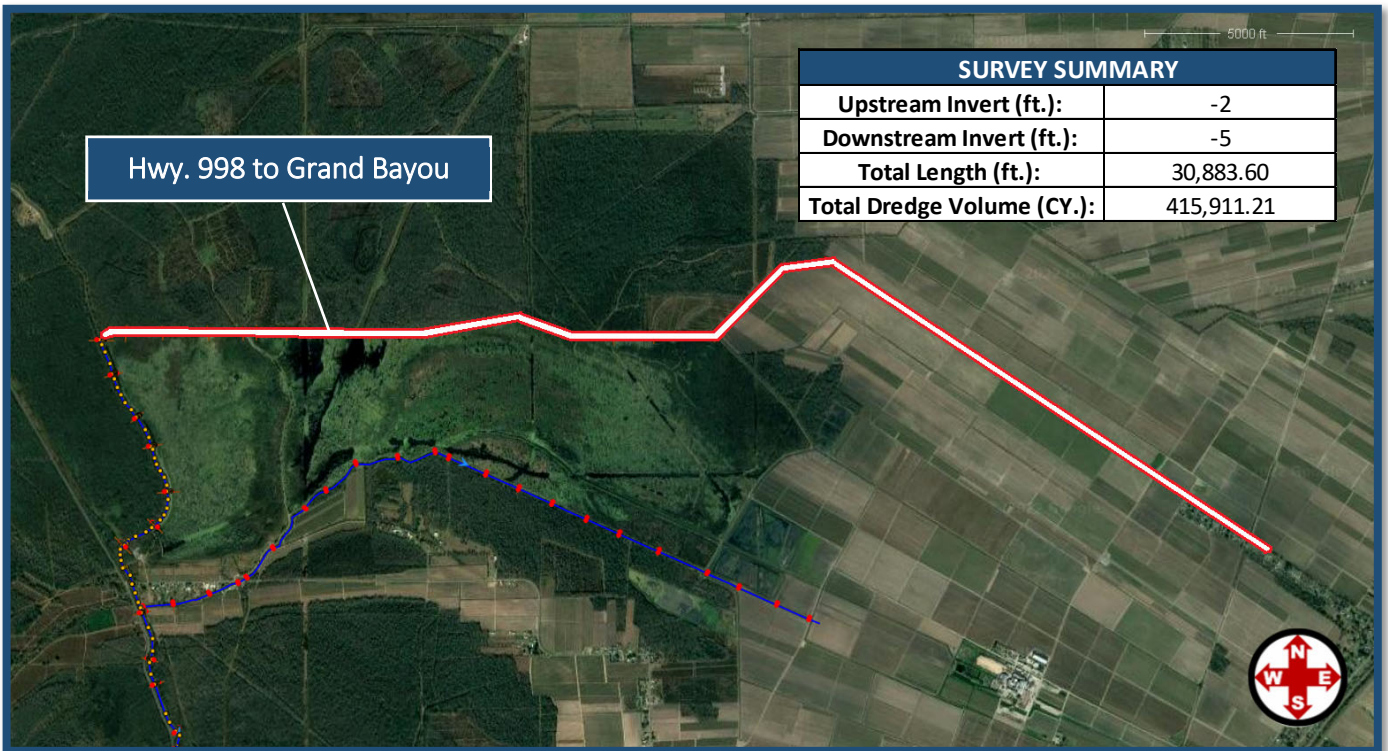 5000 ft
SURVEY SUMMARY
Upstream Invert (ft.): -2
Downstream Invert (ft.): -5
Total Length (ft.): 30,883.60
Total Dredge Volume (CY.): 415,911.21
Hwy. 998 to Grand Bayou
N
W E
S